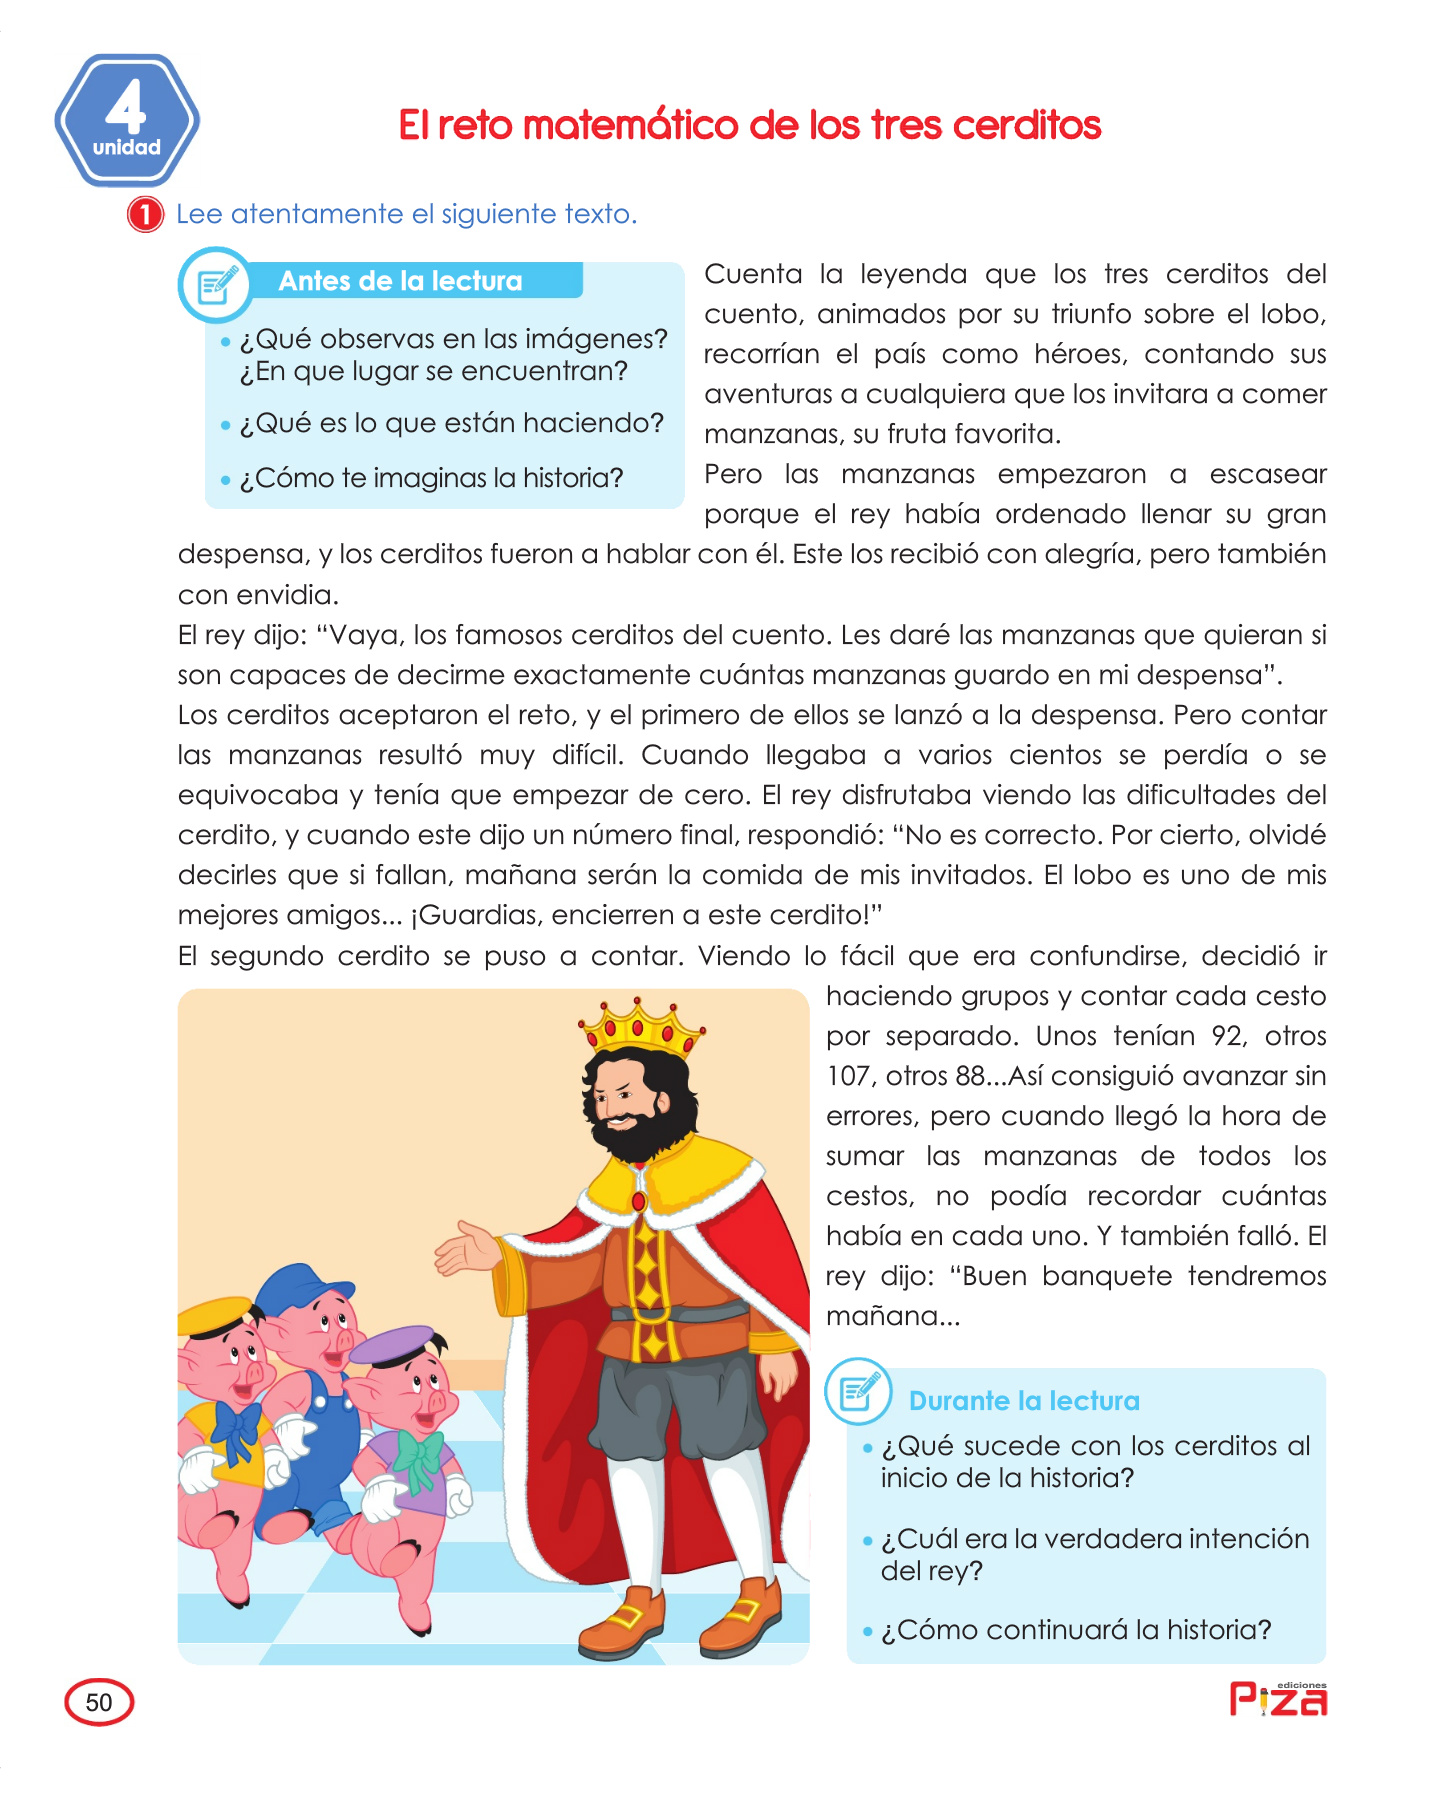 4
unidad
El reto matemático de los tres cerditos
1 Lee atentamente el siguiente texto.
Antes de la lectura
• ¿Qué observas en las imágenes?
¿En que lugar se encuentran?
• ¿Qué es lo que están haciendo?
• ¿Cómo te imaginas la historia?
Cuenta la leyenda que los tres cerditos del
cuento, animados por su triunfo sobre el lobo,
recorrían el país como héroes, contando sus
aventuras a cualquiera que los invitara a comer
manzanas, su fruta favorita.
Pero las manzanas empezaron a escasear
porque el rey había ordenado llenar su gran
despensa, y los cerditos fueron a hablar con él. Este los recibió con alegría, pero también
con envidia.
El rey dijo: “Vaya, los famosos cerditos del cuento. Les daré las manzanas que quieran si
son capaces de decirme exactamente cuántas manzanas guardo en mi despensa”.
Los cerditos aceptaron el reto, y el primero de ellos se lanzó a la despensa. Pero contar
las manzanas resultó muy difícil. Cuando llegaba a varios cientos se perdía o se
equivocaba y tenía que empezar de cero. El rey disfrutaba viendo las dificultades del
cerdito, y cuando este dijo un número final, respondió: “No es correcto. Por cierto, olvidé
decirles que si fallan, mañana serán la comida de mis invitados. El lobo es uno de mis
mejores amigos... ¡Guardias, encierren a este cerdito!”
El segundo cerdito se puso a contar. Viendo lo fácil que era confundirse, decidió ir
haciendo grupos y contar cada cesto
por separado. Unos tenían 92, otros
107, otros 88...Así consiguió avanzar sin
errores, pero cuando llegó la hora de
sumar las manzanas de todos los
cestos, no podía recordar cuántas
había en cada uno. Y también falló. El
rey dijo: “Buen banquete tendremos
mañana...
Durante la lectura
• ¿Qué sucede con los cerditos al
inicio de la historia?
• ¿Cuál era la verdadera intención
del rey?
• ¿Cómo continuará la historia?
50
ediciones
Piza